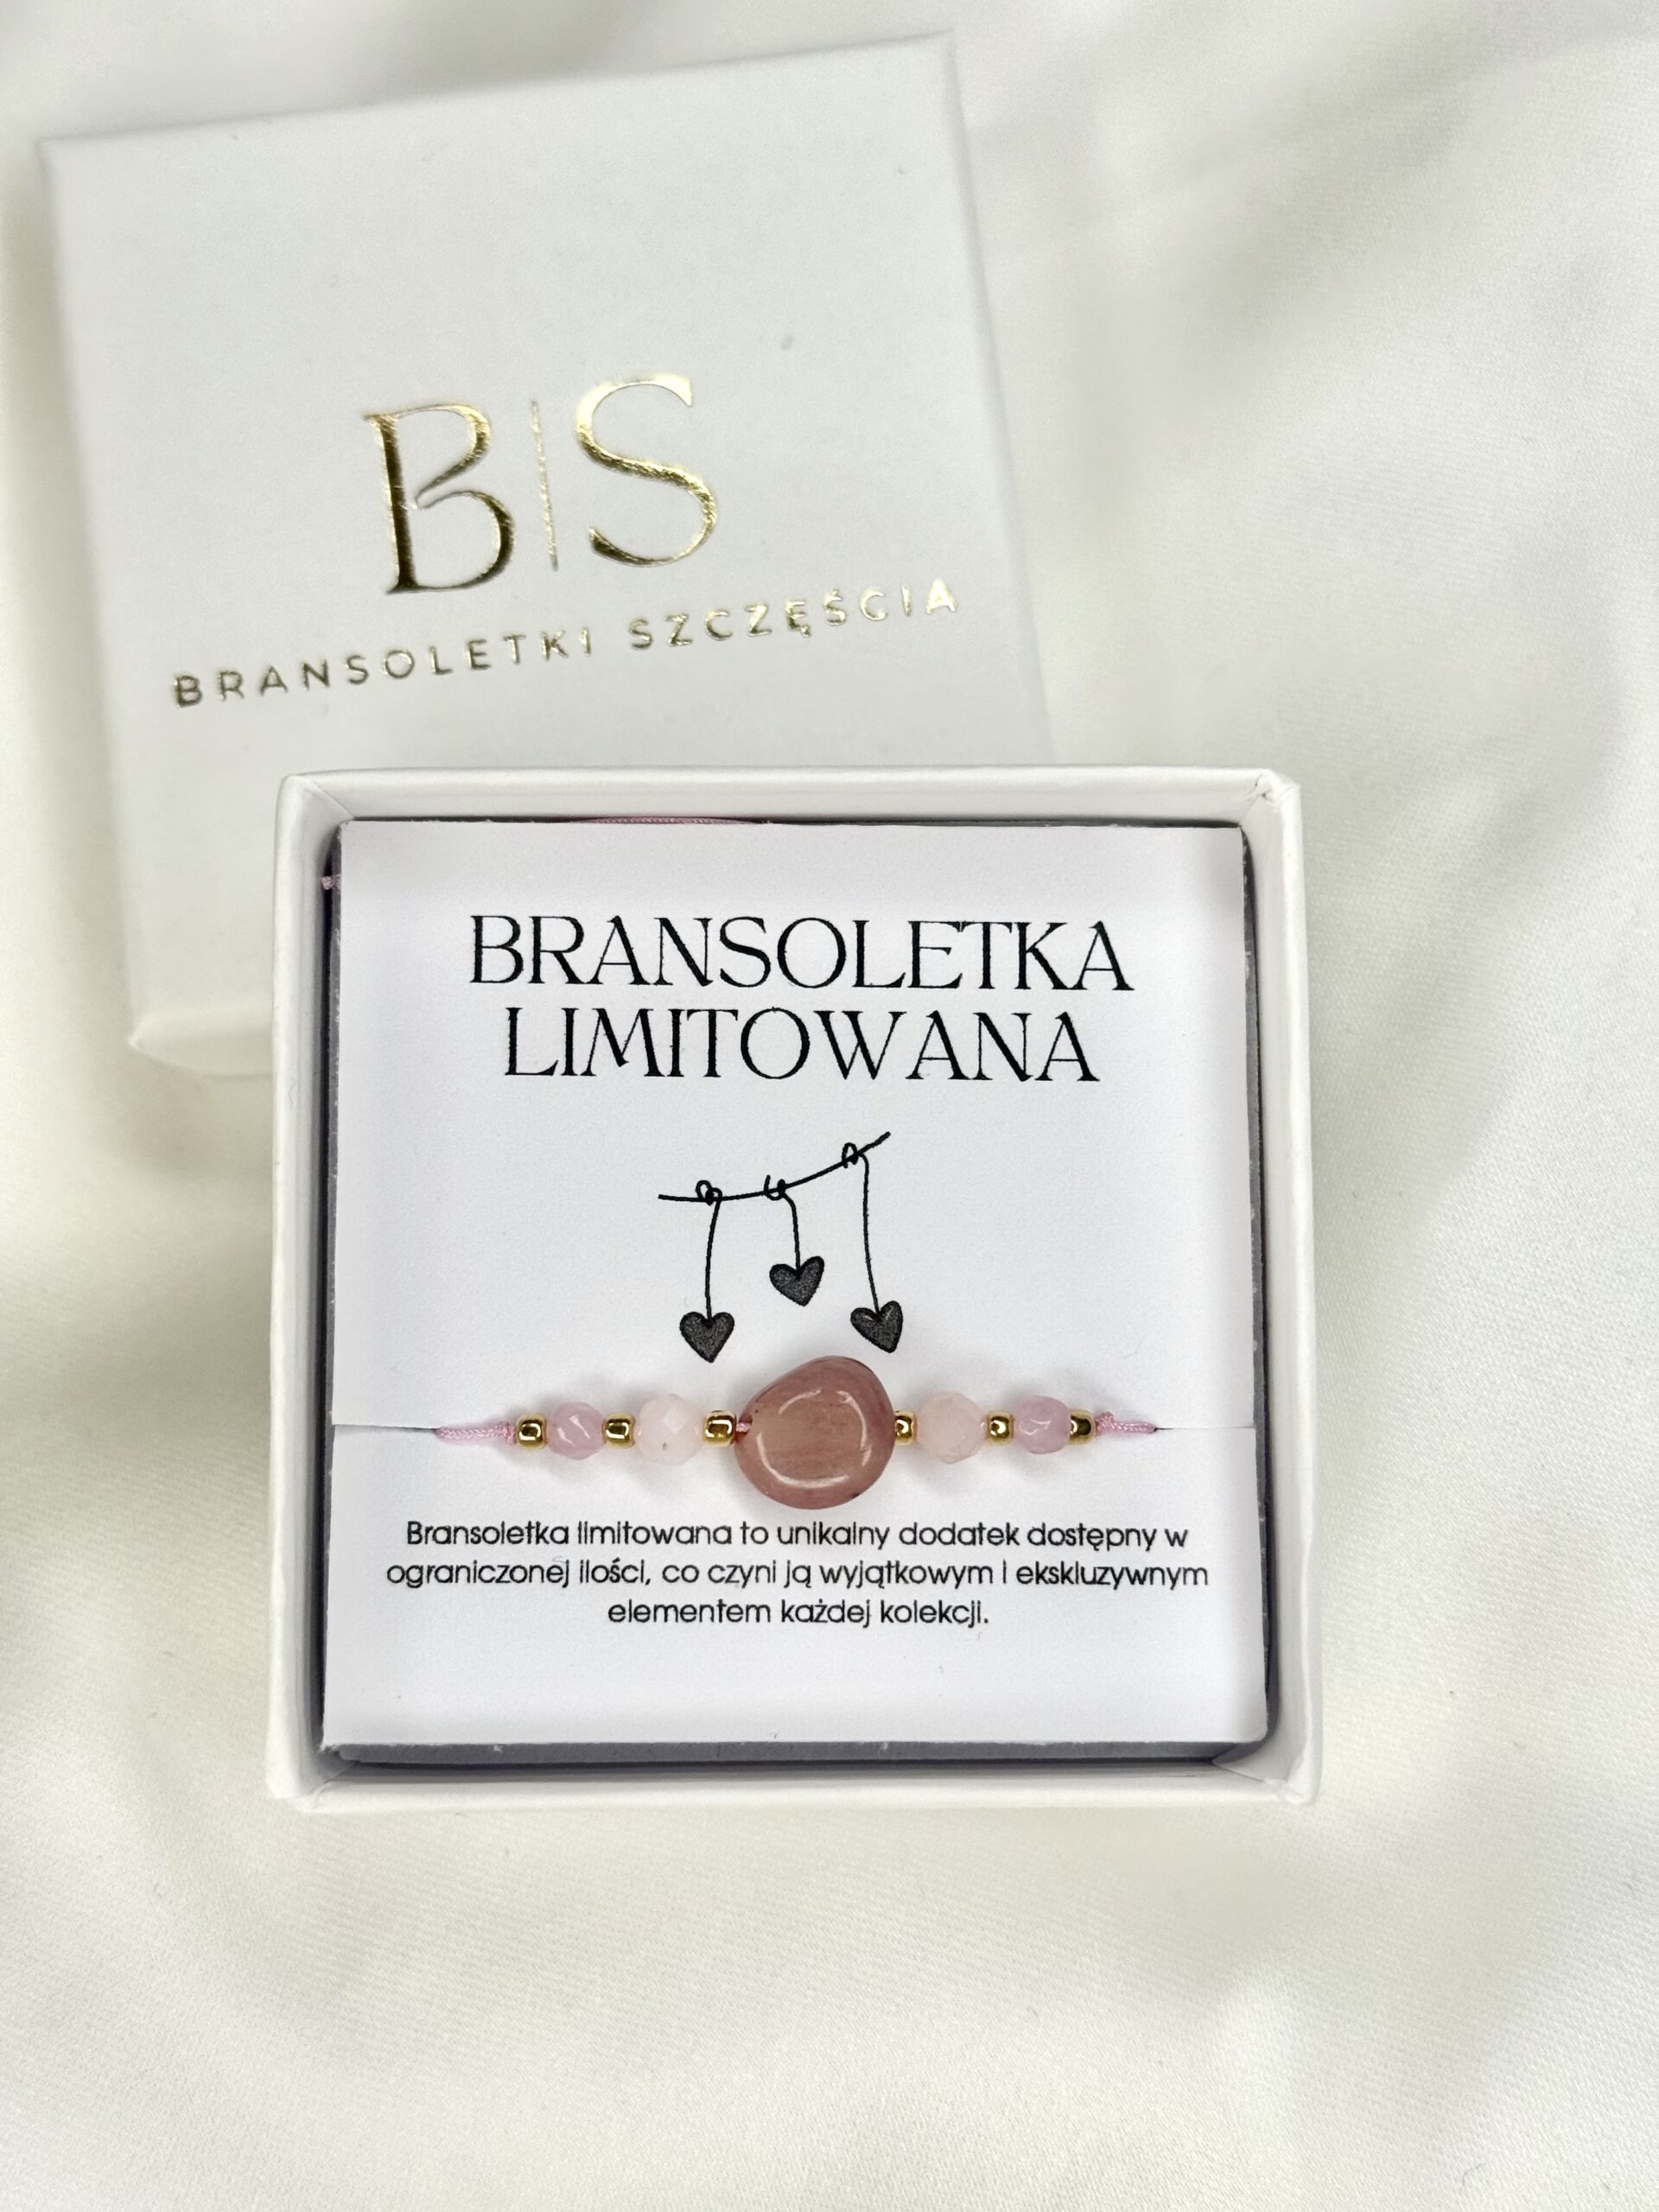 B|S
BRANSOLETKI SZCZĘŚCIA
BRANSOLETKA
LIMITOWANA
Bransoletka limitowana to unikalny dodatek dostępny w
ograniczonej ilości, co czyni ją wyjątkowym i ekskluzywnym
elementem każdej kolekcji.